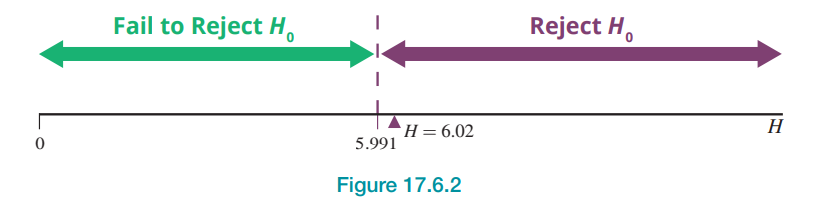 Fail to Reject H₀
Reject H₀
H = 6.02
H
0
5.991
Figure 17.6.2